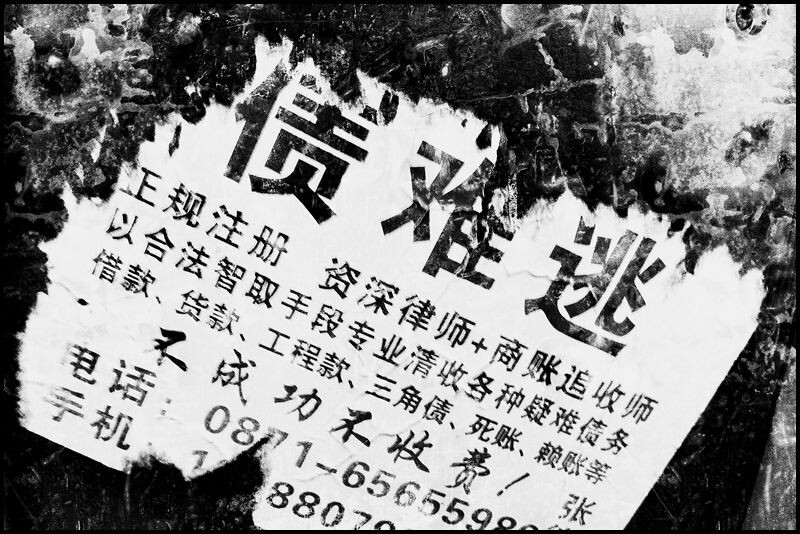 债难逃
正规注册 资深律师+商账追收师
以合法智取手段专业清收各种疑难债务
借款、货款、工程款、三角债、死账、赖账等
不成功不收费！
张
电话：0871-6565598
手机：1 88078